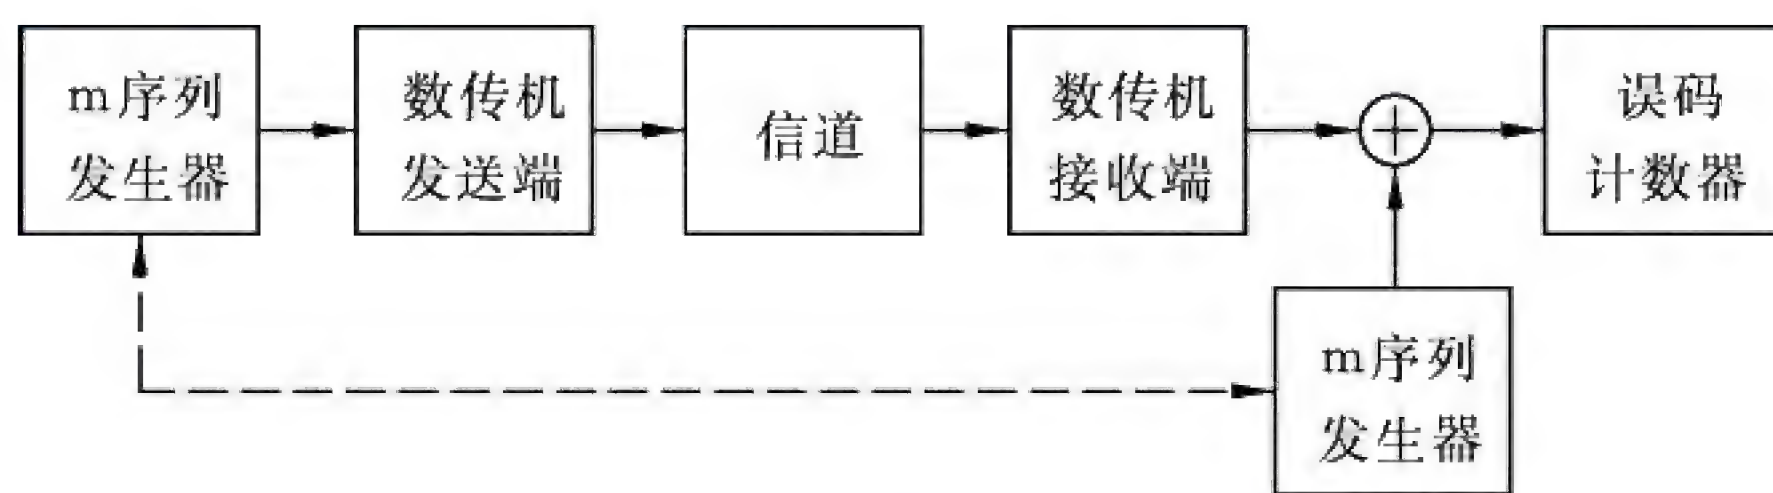 m序列
发生器
数传机
发送端
信道
数传机
接收端
误码
计数器
m序列
发生器